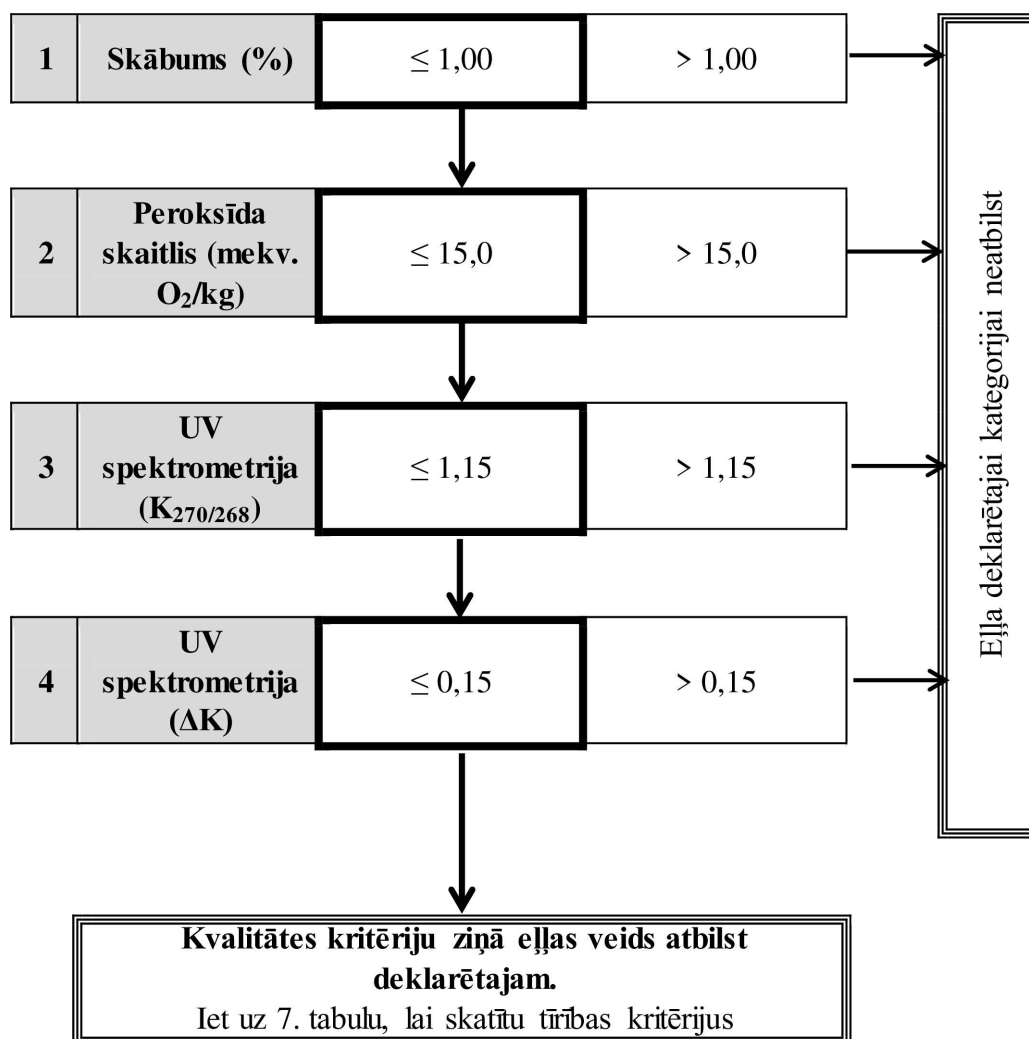 1 Skābums (%) ≤ 1,00 > 1,00
2 Peroksīda skaitlis (mekv. O₂/kg) ≤ 15,0 > 15,0
3 UV spektrometrija (K₂₇₀/₂₆₈) ≤ 1,15 > 1,15
4 UV spektrometrija (ΔK) ≤ 0,15 > 0,15
Eļļa deklarētajai kategorijai neatbilst
Kvalitātes kritēriju ziņā eļļas veids atbilst
deklarētajam.
Iet uz 7. tabulu, lai skatītu tīrības kritērijus